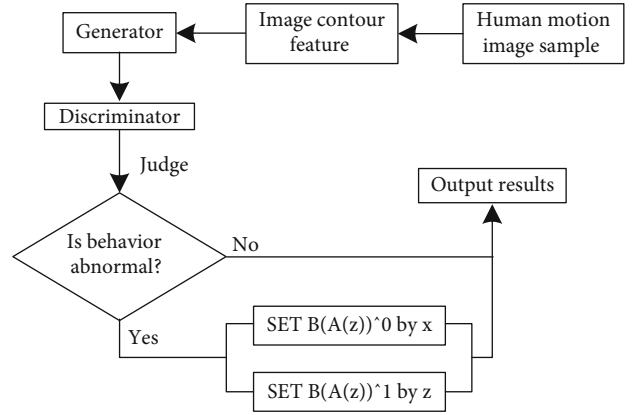 Generator
Image contour
feature
Human motion
image sample
Discriminator
Judge
Output results
Is behavior
abnormal?
No
Yes
SET B(A(z))^0 by x
SET B(A(z))^1 by z